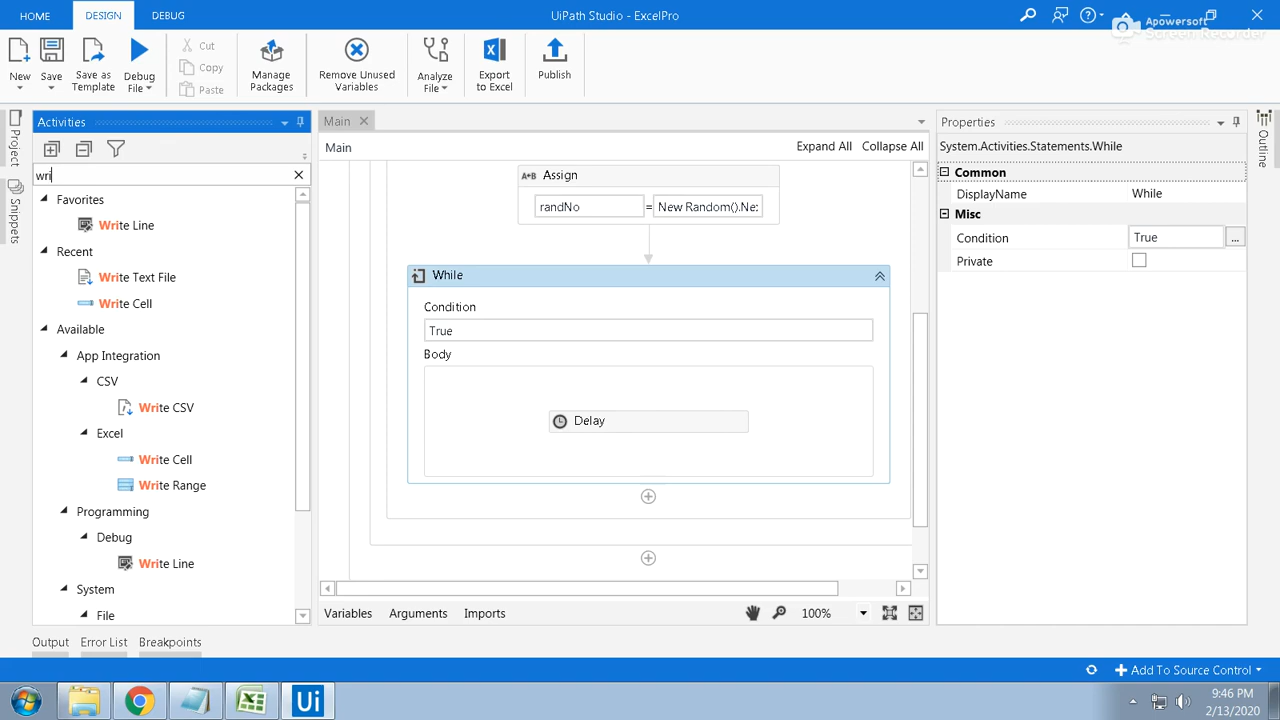 HOME DESIGN DEBUG UiPath Studio - ExcelPro
Apowersoft
Screen Recorder
New Save Save as Template Debug File Cut Copy Paste Manage Packages Remove Unused Variables Analyze File Export to Excel Publish
Activities
wri
Favorites
Write Line
Recent
Write Text File
Write Cell
Available
App Integration
CSV
Write CSV
Excel
Write Cell
Write Range
Programming
Debug
Write Line
System
File
Project
Snippets
Main
Main Expand All Collapse All
A*B Assign
randNo = New Random().Ne:
While
Condition
True
Body
Delay
Variables Arguments Imports 100%
Properties
System.Activities.Statements.While
Common
DisplayName While
Misc
Condition True ...
Private
Outline
Output Error List Breakpoints
Add To Source Control
Ui
9:46 PM
2/13/2020